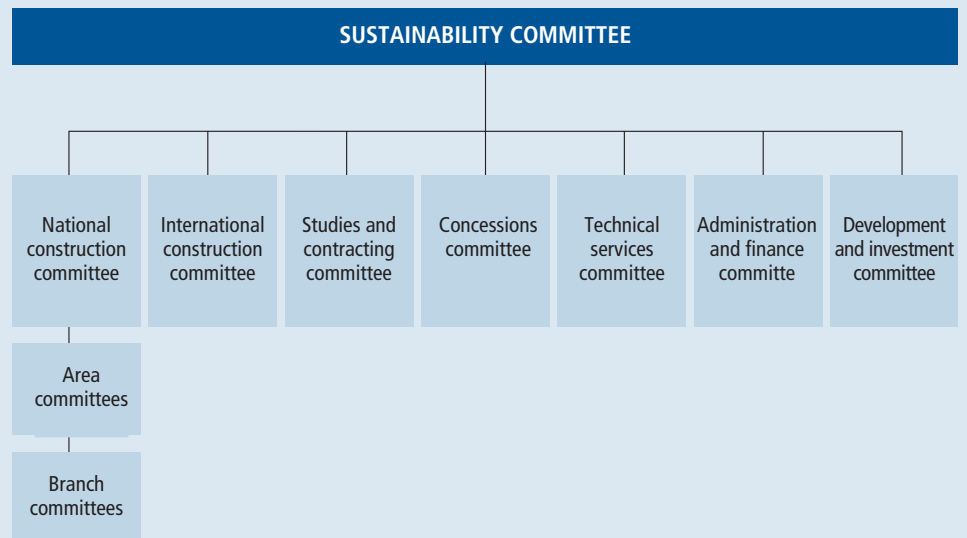 SUSTAINABILITY COMMITTEE
National
construction
committee
International
construction
committee
Studies and
contracting
committee
Concessions
committee
Technical
services
committee
Administration
and finance
committe
Development
and investment
committee
Area
committees
Branch
committees